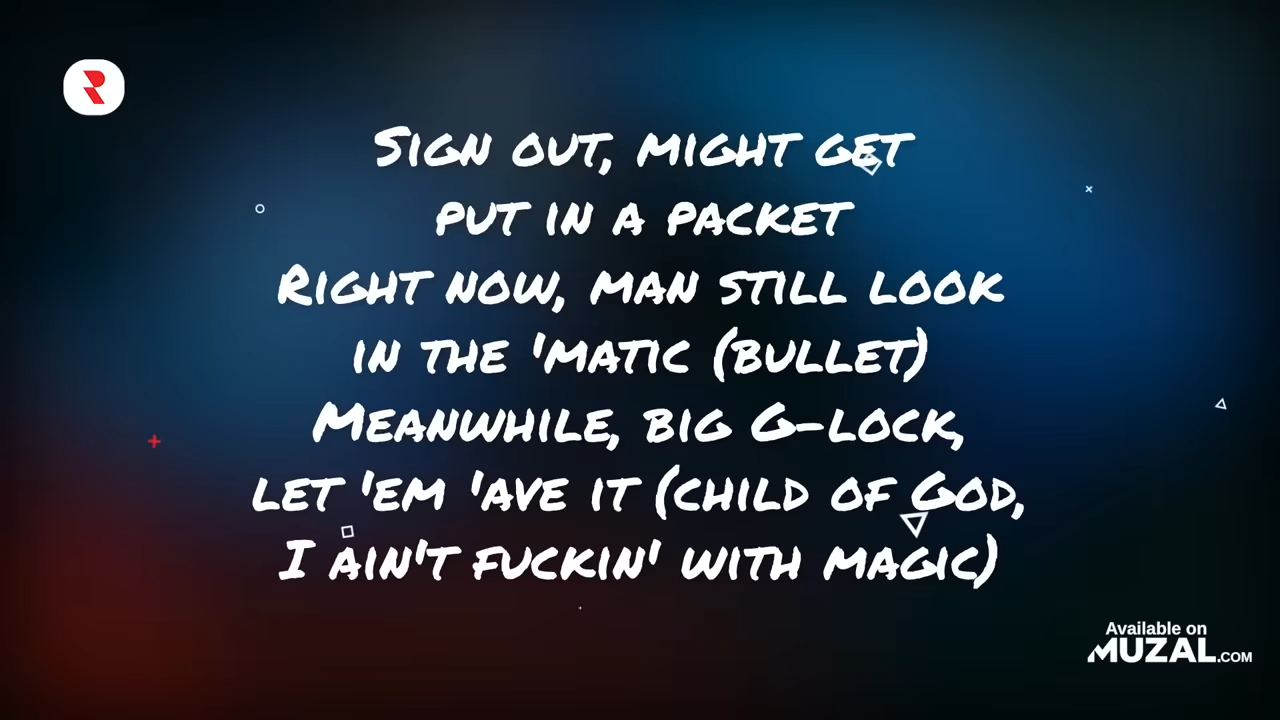 Sign out, might get
put in a packet
Right now, man still look
in the 'matic (bullet)
Meanwhile, big G-lock,
let 'em 'ave it (child of God,
I ain't fuckin' with magic)
Available on
MUZAL.COM